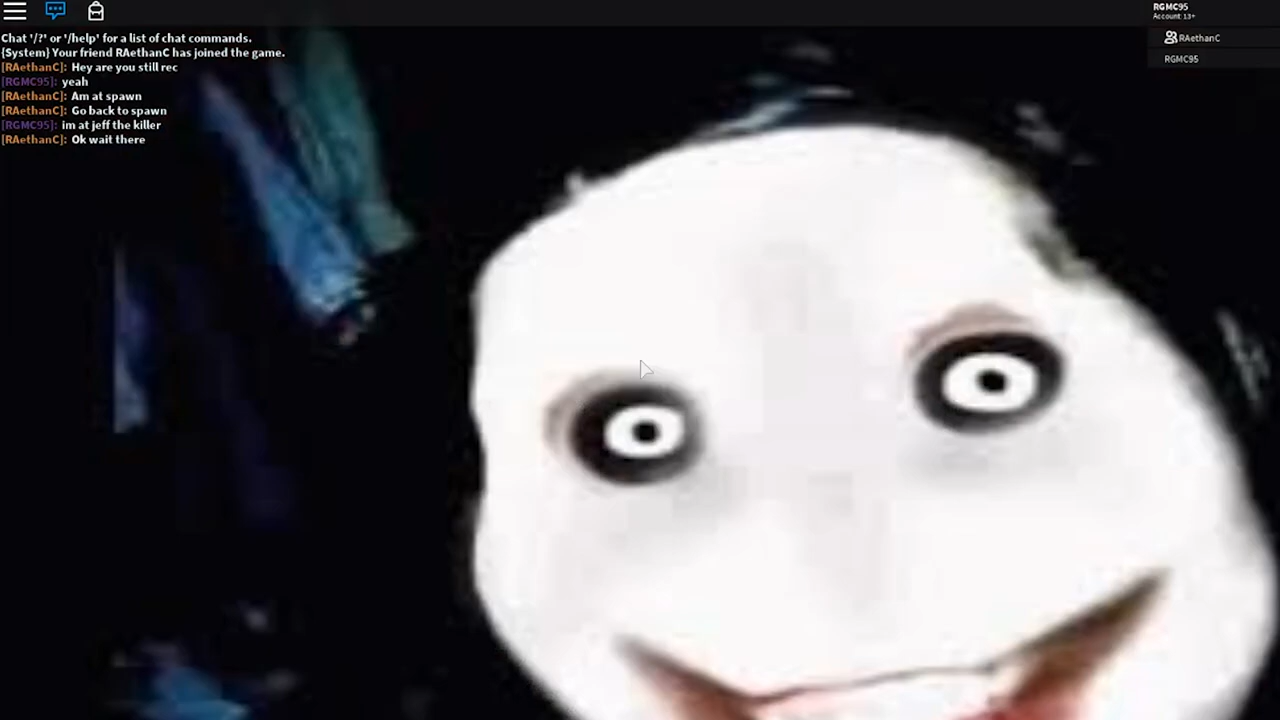 RGMC95
Account: 13+
Chat '/?' or '/help' for a list of chat commands.
{System} Your friend RAethanC has joined the game.
[RAethanC]: Hey are you still rec
[RGMC95]: yeah
[RAethanC]: Am at spawn
[RAethanC]: Go back to spawn
[RGMC95]: im at jeff the killer
[RAethanC]: Ok wait there
RAethanC
RGMC95